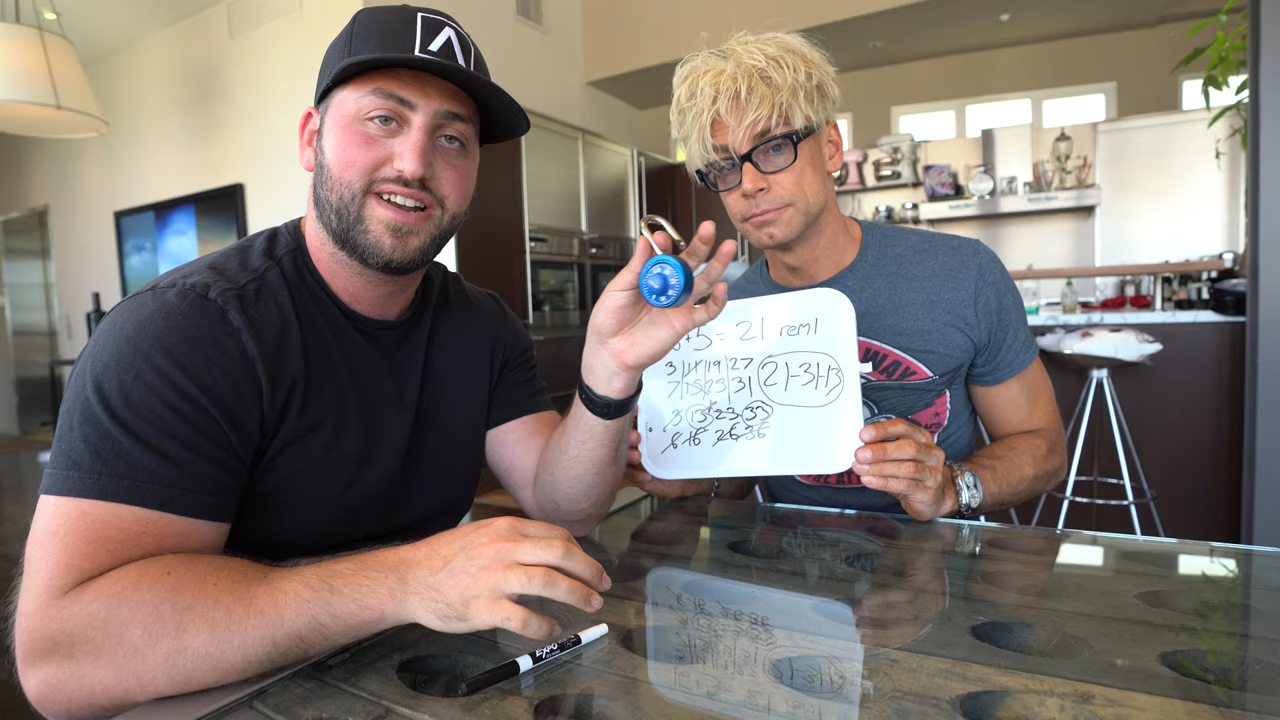 +5 = 21 rem1
3|11|19|27
7|15|23|31
21-31-13
3 13 23 33
6 16 26 36
EXPO
WAY